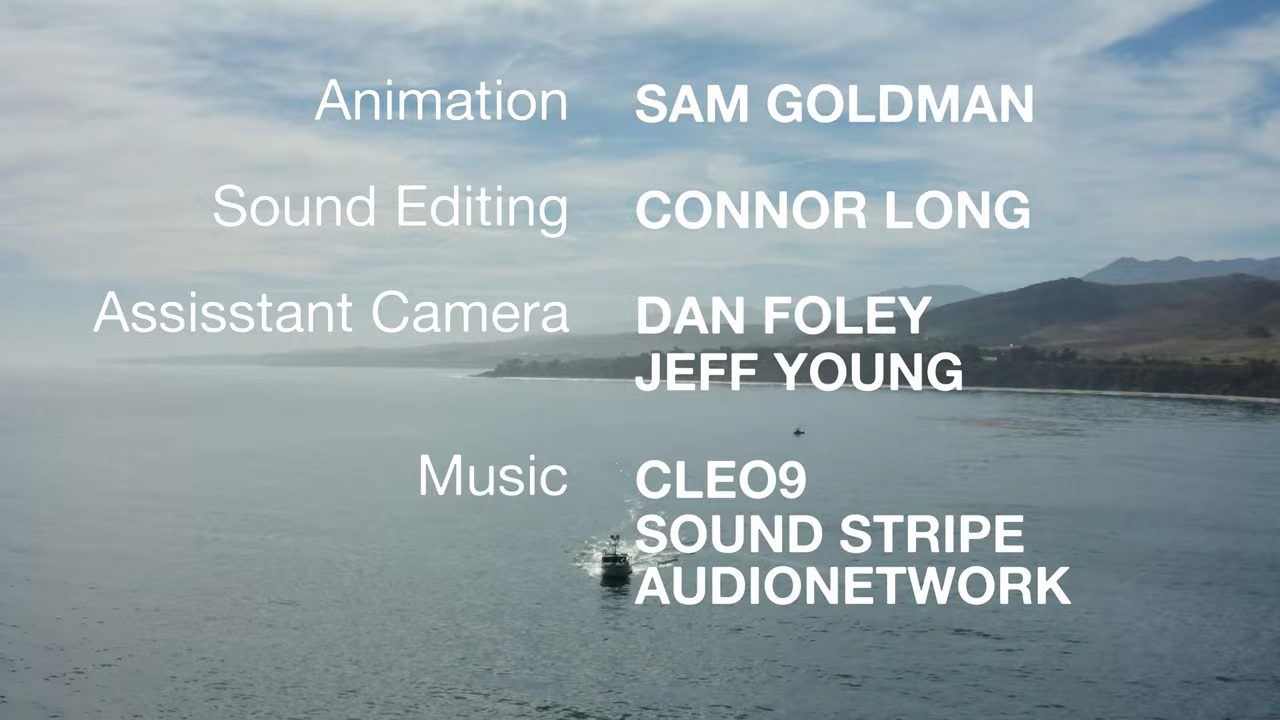 Animation SAM GOLDMAN
Sound Editing CONNOR LONG
Assisstant Camera DAN FOLEY
JEFF YOUNG
Music CLEO9
SOUND STRIPE
AUDIONETWORK